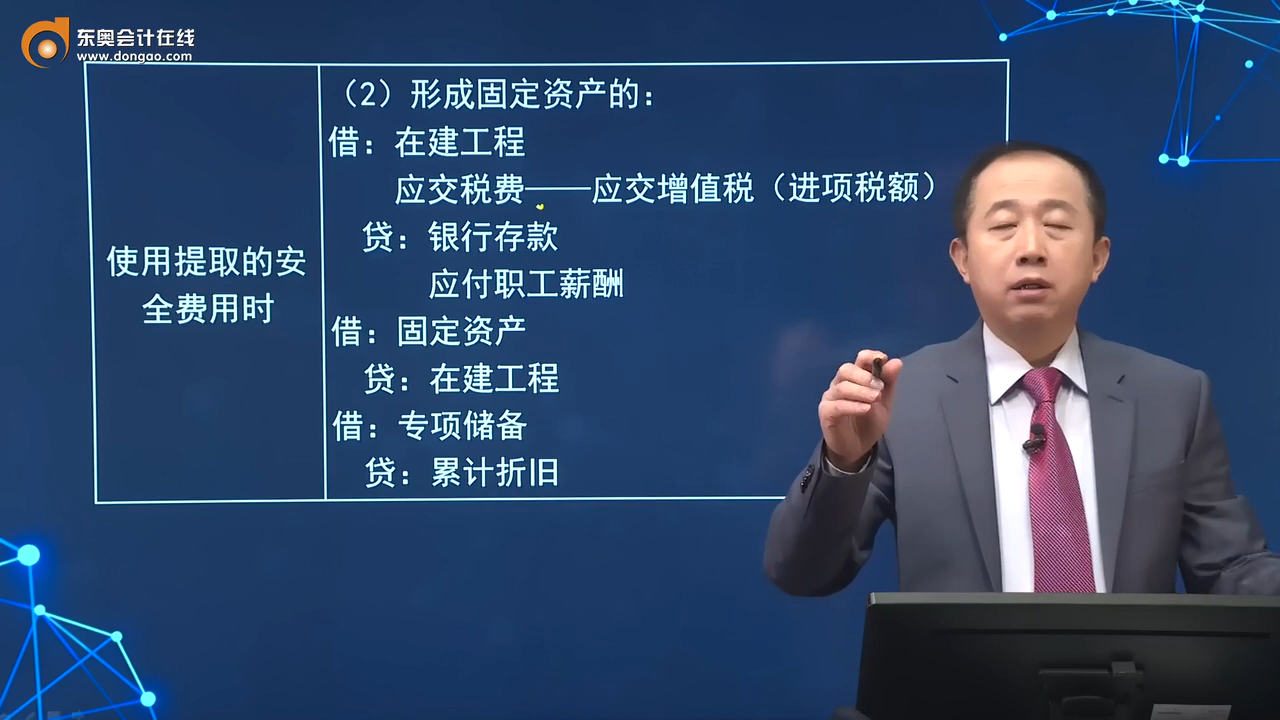 东奥会计在线
www.dongao.com
使用提取的安
全费用时
（2）形成固定资产的：
借：在建工程
应交税费——应交增值税（进项税额）
贷：银行存款
应付职工薪酬
借：固定资产
贷：在建工程
借：专项储备
贷：累计折旧